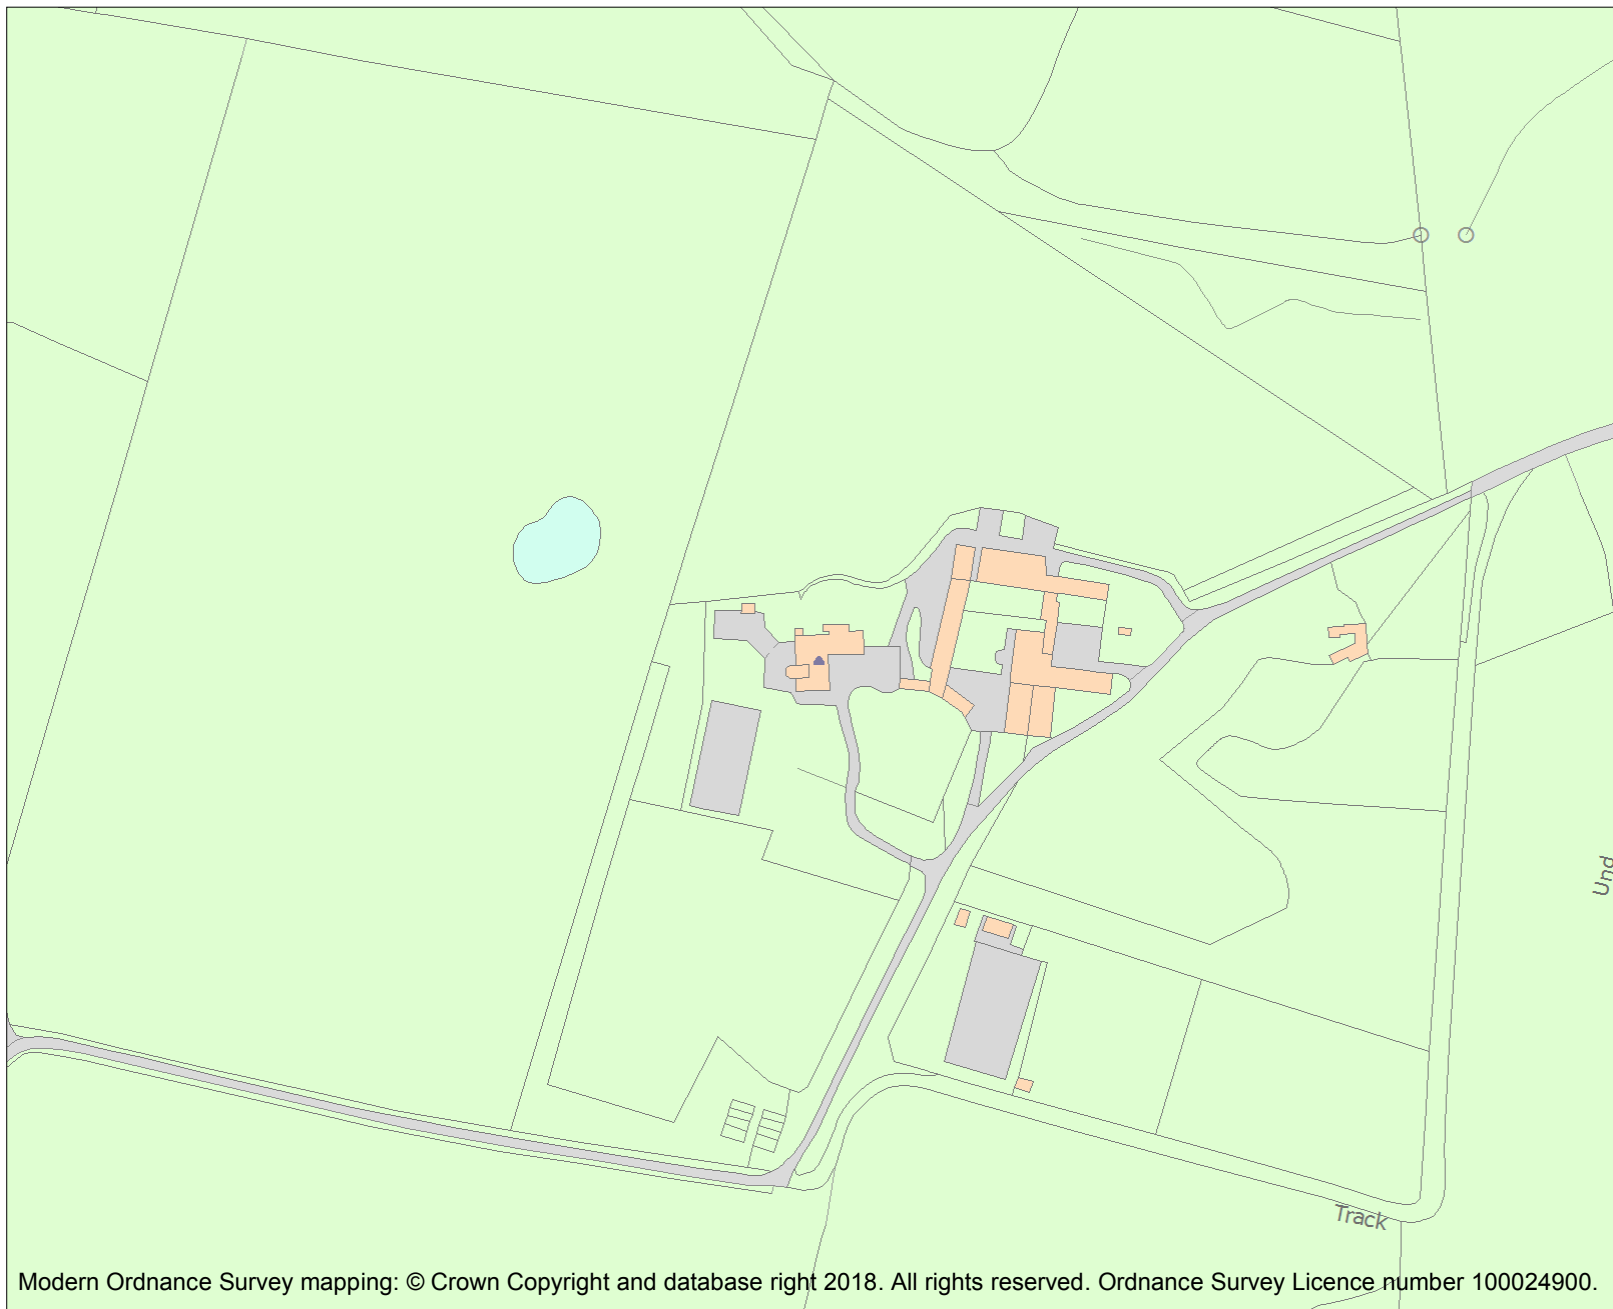 Und
Track
Modern Ordnance Survey mapping: © Crown Copyright and database right 2018. All rights reserved. Ordnance Survey Licence number 100024900.